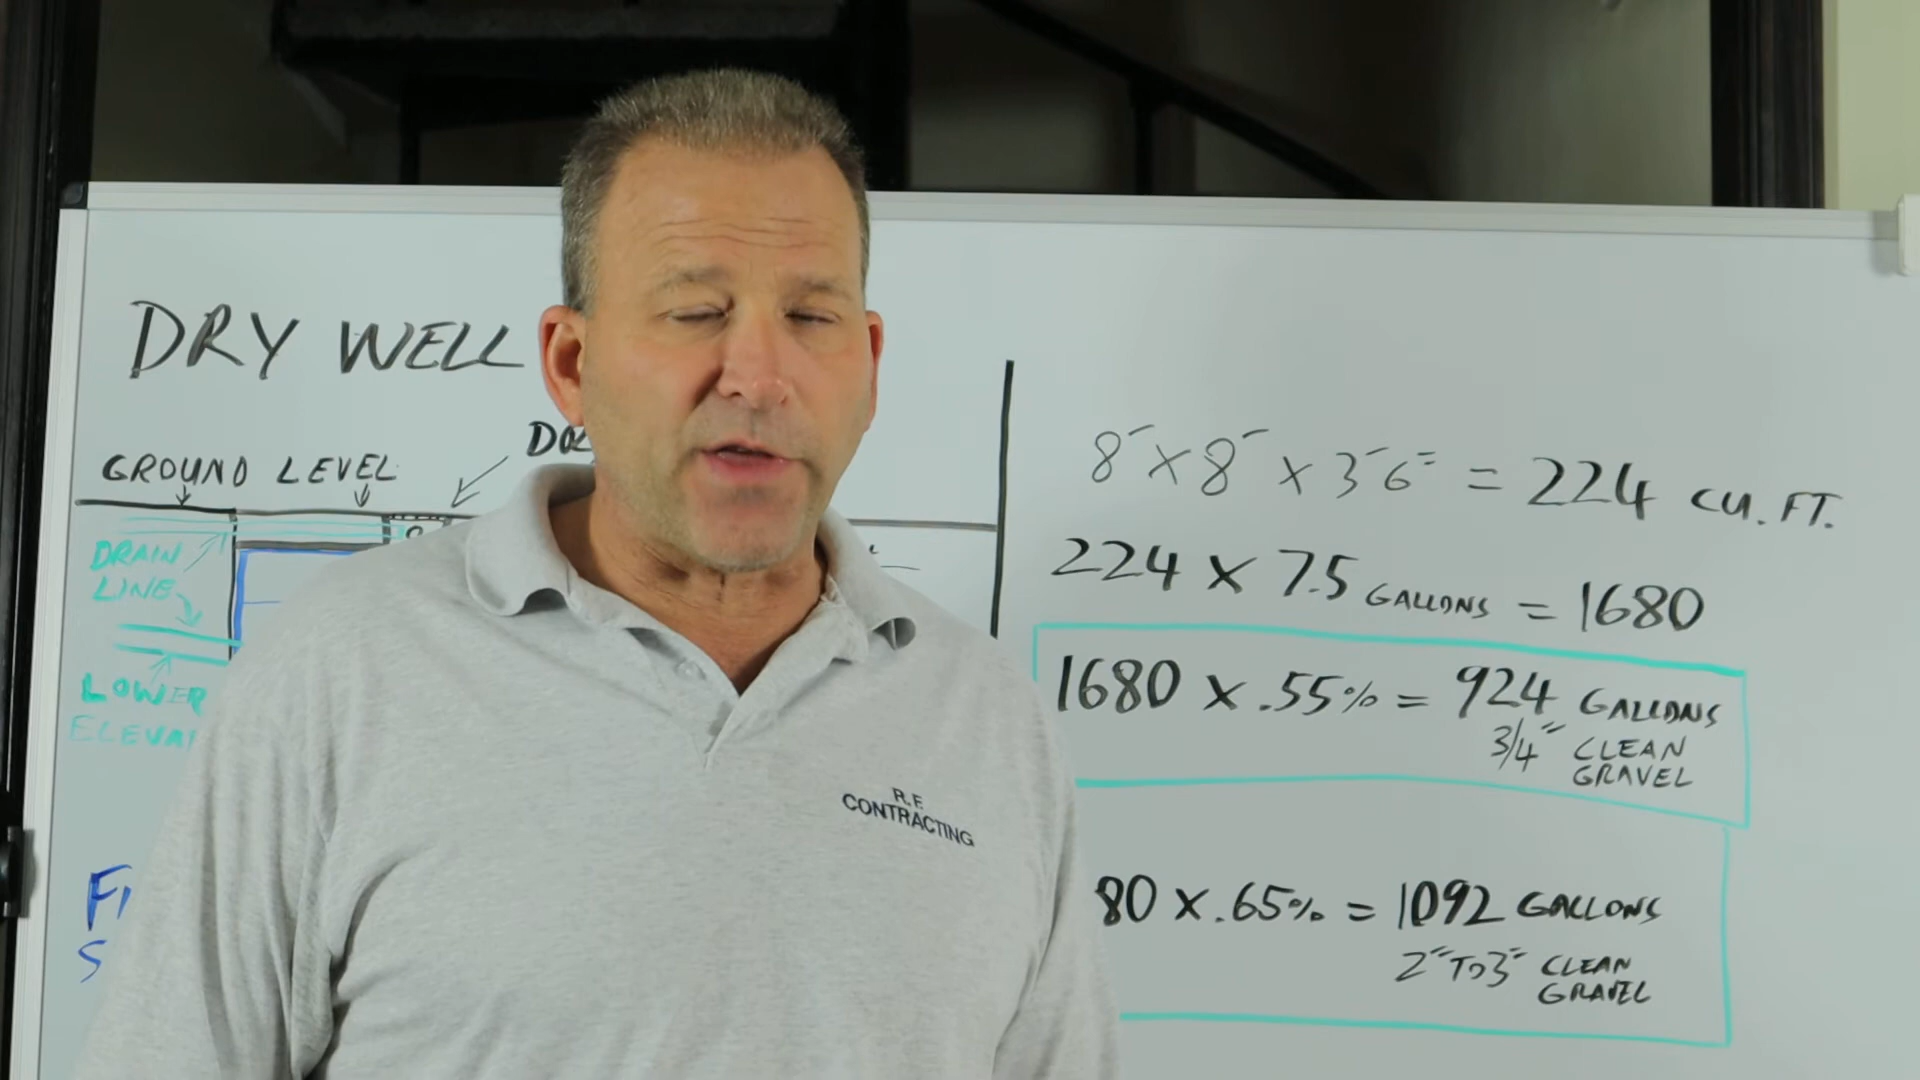 DRY WELL
GROUND LEVEL
DRAIN
LINE
LOWER
8' x 8' x 3'6" = 224 CU. FT.
224 x 7.5 GALLONS = 1680
1680 x .55% = 924 GALLONS
3/4" CLEAN
GRAVEL
80 x .65% = 1092 GALLONS
2" TO 3" CLEAN
GRAVEL
R.E.
CONTRACTING